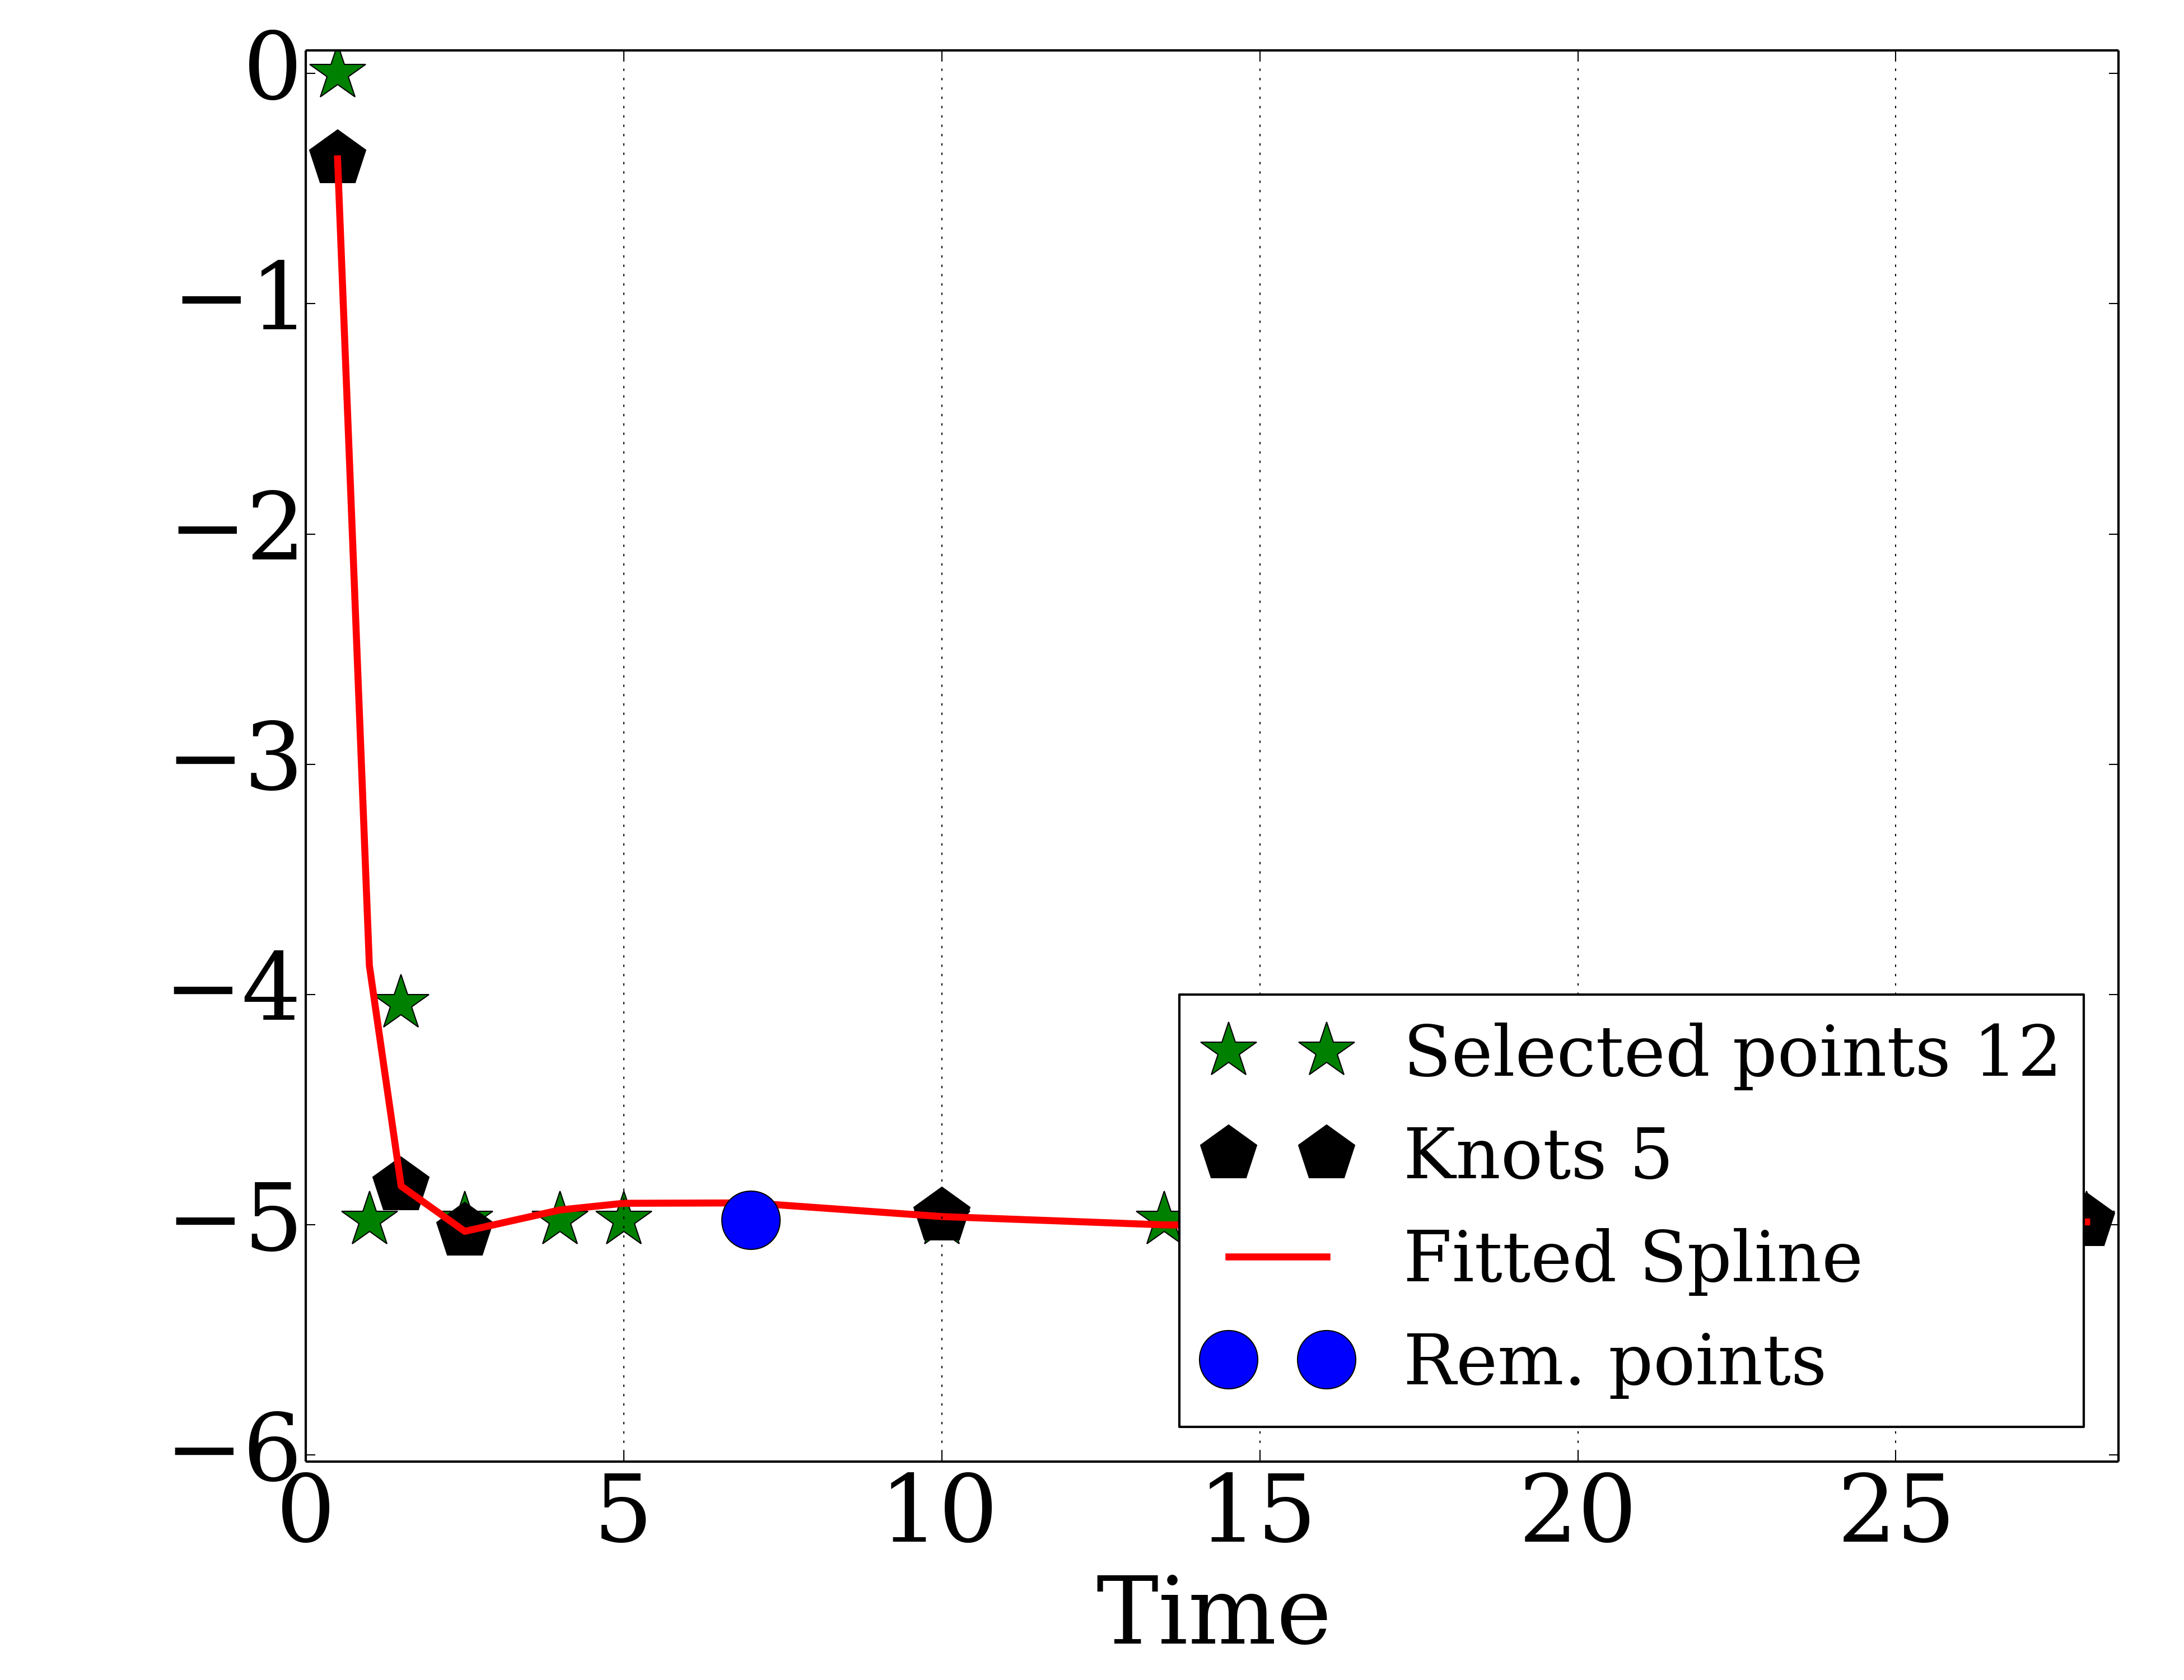 0
−1
−2
−3
−4
−5
−6
Selected points 12
Knots 5
Fitted Spline
Rem. points
0 5 10 15 20 25
Time